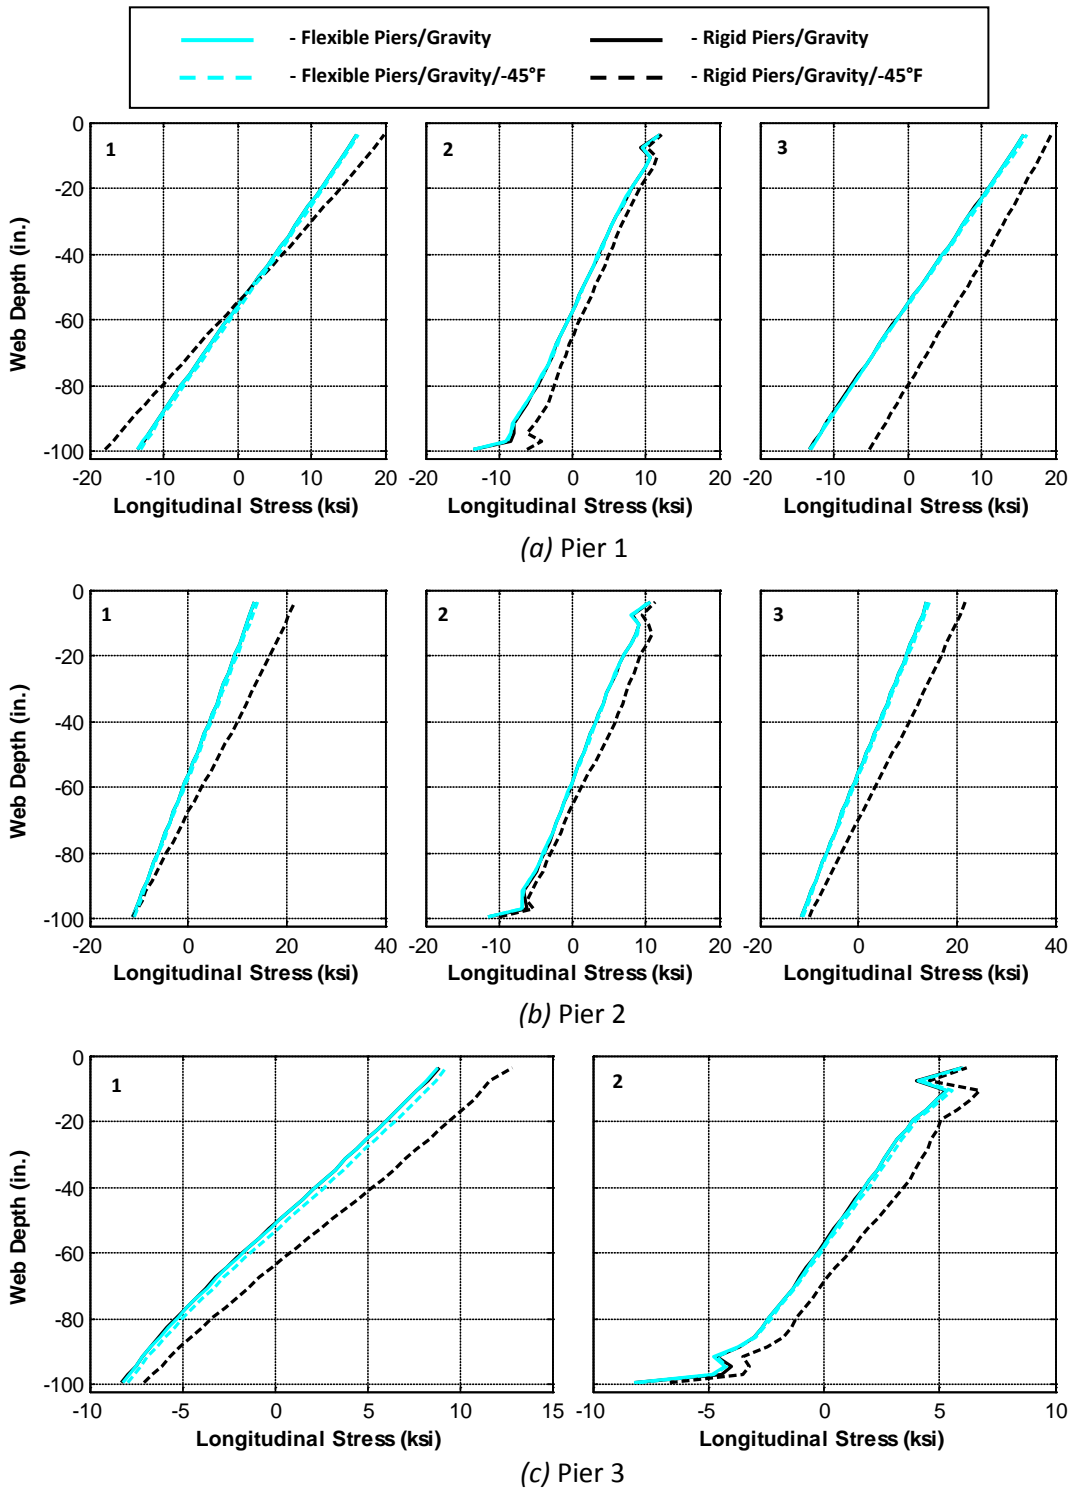 - Flexible Piers/Gravity - Rigid Piers/Gravity
- Flexible Piers/Gravity/-45°F - Rigid Piers/Gravity/-45°F
0
-20
-40
-60
-80
-100
Web Depth (in.)
1 2 3
-20 -10 0 10 20 -20 -10 0 10 20 -20 -10 0 10 20
Longitudinal Stress (ksi) Longitudinal Stress (ksi) Longitudinal Stress (ksi)
(a) Pier 1
0
-20
-40
-60
-80
-100
Web Depth (in.)
1 2 3
-20 0 20 40 -20 -10 0 10 20 -20 0 20 40
Longitudinal Stress (ksi) Longitudinal Stress (ksi) Longitudinal Stress (ksi)
(b) Pier 2
0
-20
-40
-60
-80
-100
Web Depth (in.)
1 2
-10 -5 0 5 10 15 -10 -5 0 5 10
Longitudinal Stress (ksi) Longitudinal Stress (ksi)
(c) Pier 3